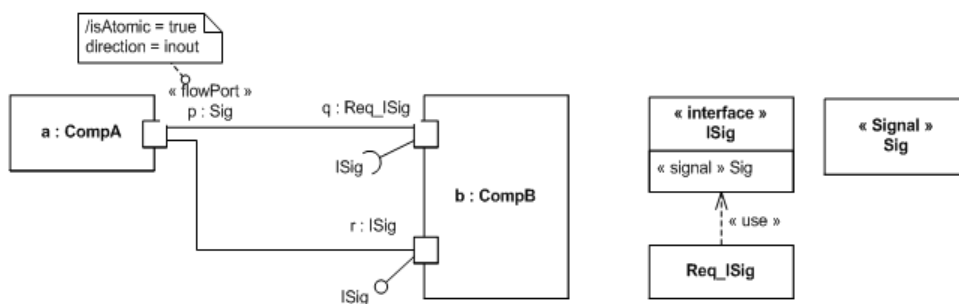 /isAtomic = true
direction = inout
« flowPort »
p : Sig
q : Req_ISig
a : CompA
ISig
b : CompB
r : ISig
ISig
« interface »
ISig
« signal » Sig
« use »
Req_ISig
« Signal »
Sig